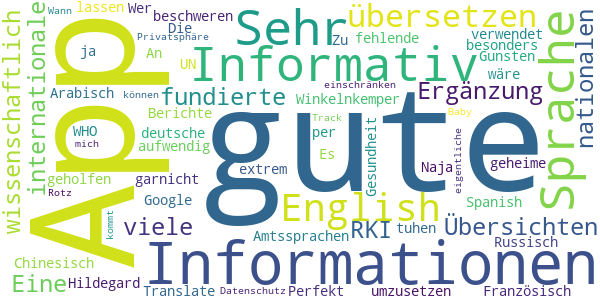 Wann lassen Wer
beschweren
Die
Privatsphäre
Sehr
übersetzen
Zu
fehlende
verwendet
besonders
Gunsten
wäre
nationalen
Wissenschaftlich
internationale
ja
An
UN
Informativ
einschränken
Ergänzung
Arabisch
können
fundierte
Winkelnkemper
Sprache
App
gute
WHO
mich
Berichte
deutsche
aufwendig
Track
per
Es
Gesundheit
Baby
eigentliche
Naja
geheime
geholfen
garnicht
extrem
Rotz
Google
English
Spanish
Eine
viele
kommt
RKI
tuhen
Übersichten
Amtssprachen
Russisch
Chinesisch
Informationen
Hildegard
Translate
Datenschutz
Perfekt
umzusetzen
Französisch